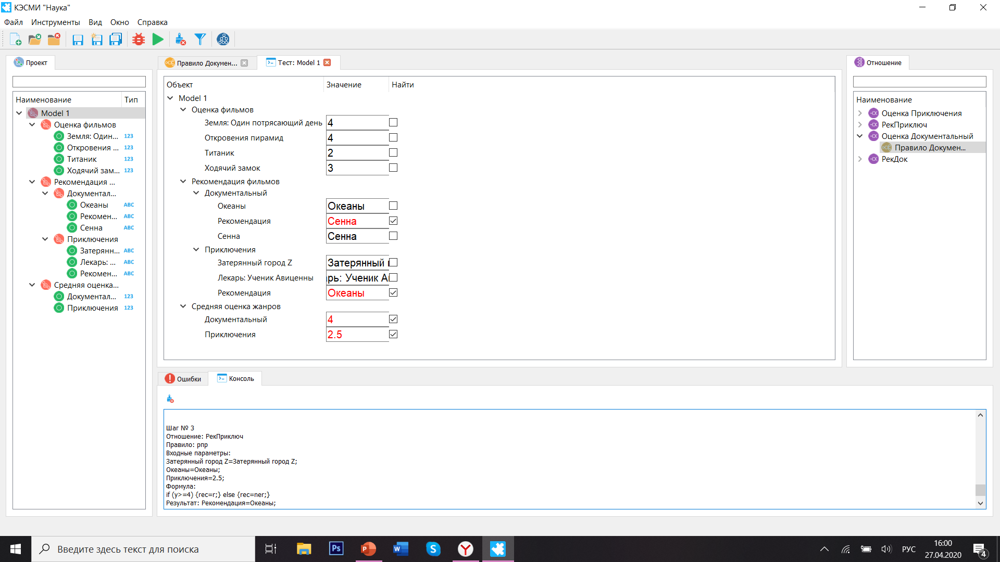 КЭСМИ "Наука"
Файл Инструменты Вид Окно Справка
Проект
Наименование Тип
Model 1
Оценка фильмов
Земля: Один... 123
Откровения ... 123
Титаник 123
Ходячий зам... 123
Рекомендация ...
Документал...
Океаны ABC
Рекомен... ABC
Сенна ABC
Приключения
Затерянн... ABC
Лекарь: ... ABC
Рекомен... ABC
Средняя оценка...
Документал... 123
Приключения 123
Правило Докумен... Тест: Model 1
Объект Значение Найти
Model 1
Оценка фильмов
Земля: Один потрясающий день 4
Откровения пирамид 4
Титаник 2
Ходячий замок 3
Рекомендация фильмов
Документальный
Океаны Океаны
Рекомендация Сенна
Сенна Сенна
Приключения
Затерянный город Z Затерянный
Лекарь: Ученик Авиценны рь: Ученик Ав
Рекомендация Океаны
Средняя оценка жанров
Документальный 4
Приключения 2.5
Отношение
Наименование
Оценка Приключения
РекПриключ
Оценка Документальный
Правило Докумен...
РекДок
Ошибки Консоль
Шаг № 3
Отношение: РекПриключ
Правило: рпр
Входные параметры:
Затерянный город Z=Затерянный город Z;
Океаны=Океаны;
Приключения=2.5;
Формула:
if (y>=4) {rec=r;} else {rec=ner;}
Результат: Рекомендация=Океаны;
Введите здесь текст для поиска
Ps
P
W
S
Y
РУС
16:00
27.04.2020
4